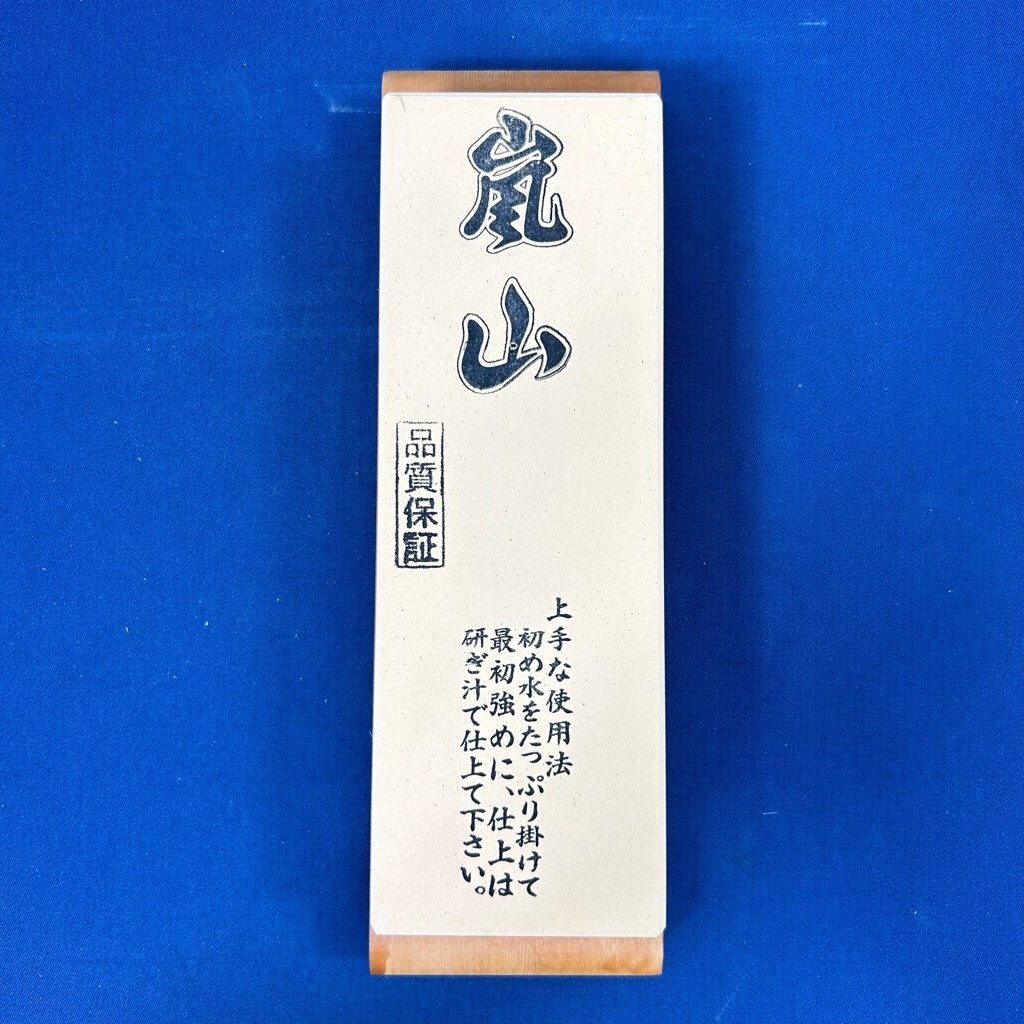 嵐山
品質保証
上手な使用法
初め水をたっぷり掛けて
最初強めに、仕上は
研ぎ汁で仕上て下さい。